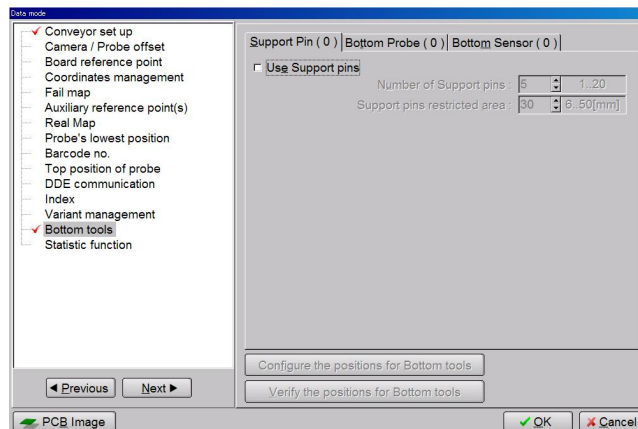 Data mode
Conveyor set up
Camera / Probe offset
Board reference point
Coordinates management
Fail map
Auxiliary reference point(s)
Real Map
Probe's lowest position
Barcode no.
Top position of probe
DDE communication
Index
Variant management
Bottom tools
Statistic function
Previous Next
PCB Image
Support Pin ( 0 ) Bottom Probe ( 0 ) Bottom Sensor ( 0 )
Use Support pins
Number of Support pins : 5 1..20
Support pins restricted area : 30 6..50[mm]
Configure the positions for Bottom tools
Verify the positions for Bottom tools
OK Cancel